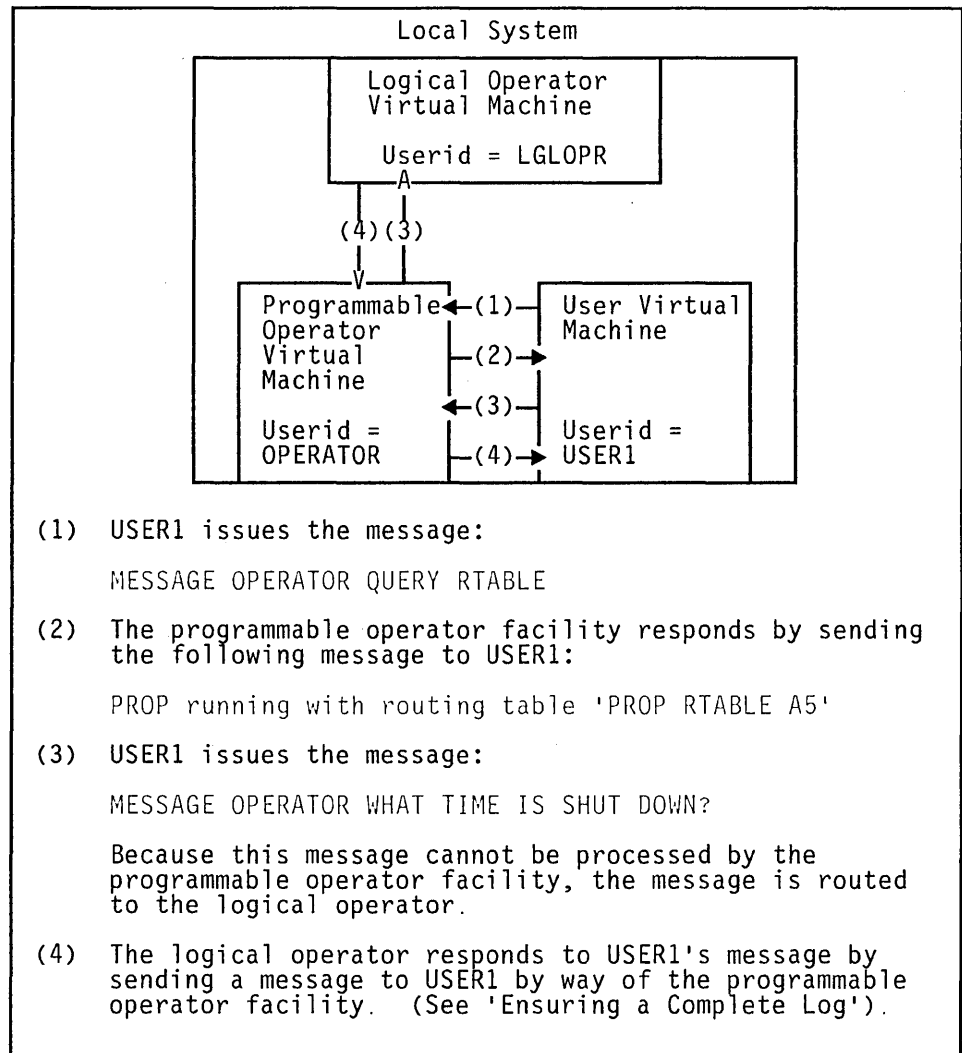 Local System
Logical Operator
Virtual Machine
Userid = LGLOPR
A
(4)(3)
V
Programmable
Operator
Virtual
Machine
Userid =
OPERATOR
(1)
(2)
(3)
(4)
User Virtual
Machine
Userid =
USER1
(1) USER1 issues the message:
MESSAGE OPERATOR QUERY RTABLE
(2) The programmable operator facility responds by sending
the following message to USER1:
PROP running with routing table 'PROP RTABLE A5'
(3) USER1 issues the message:
MESSAGE OPERATOR WHAT TIME IS SHUT DOWN?
Because this message cannot be processed by the
programmable operator facility, the message is routed
to the logical operator.
(4) The logical operator responds to USER1's message by
sending a message to USER1 by way of the programmable
operator facility. (See 'Ensuring a Complete Log').